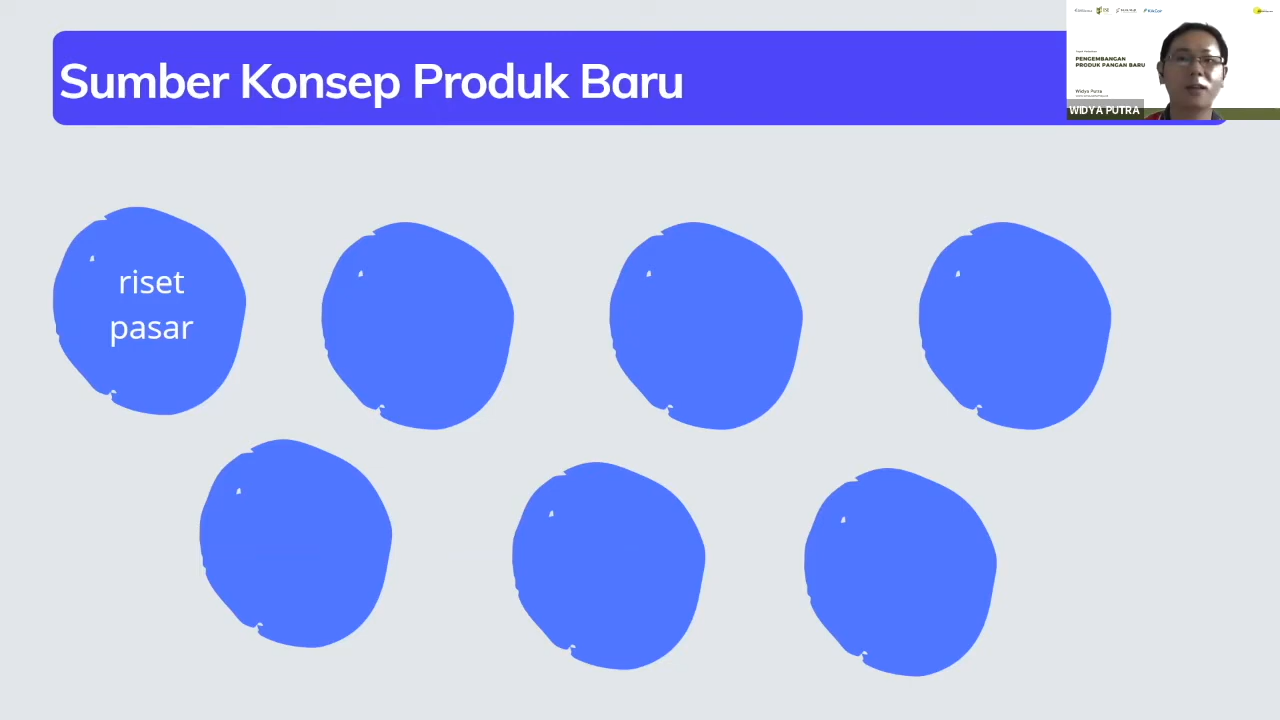 Sumber Konsep Produk Baru
riset
pasar
PENGEMBANGAN
PRODUK PANGAN BARU
Widya Putra
WIDYA PUTRA